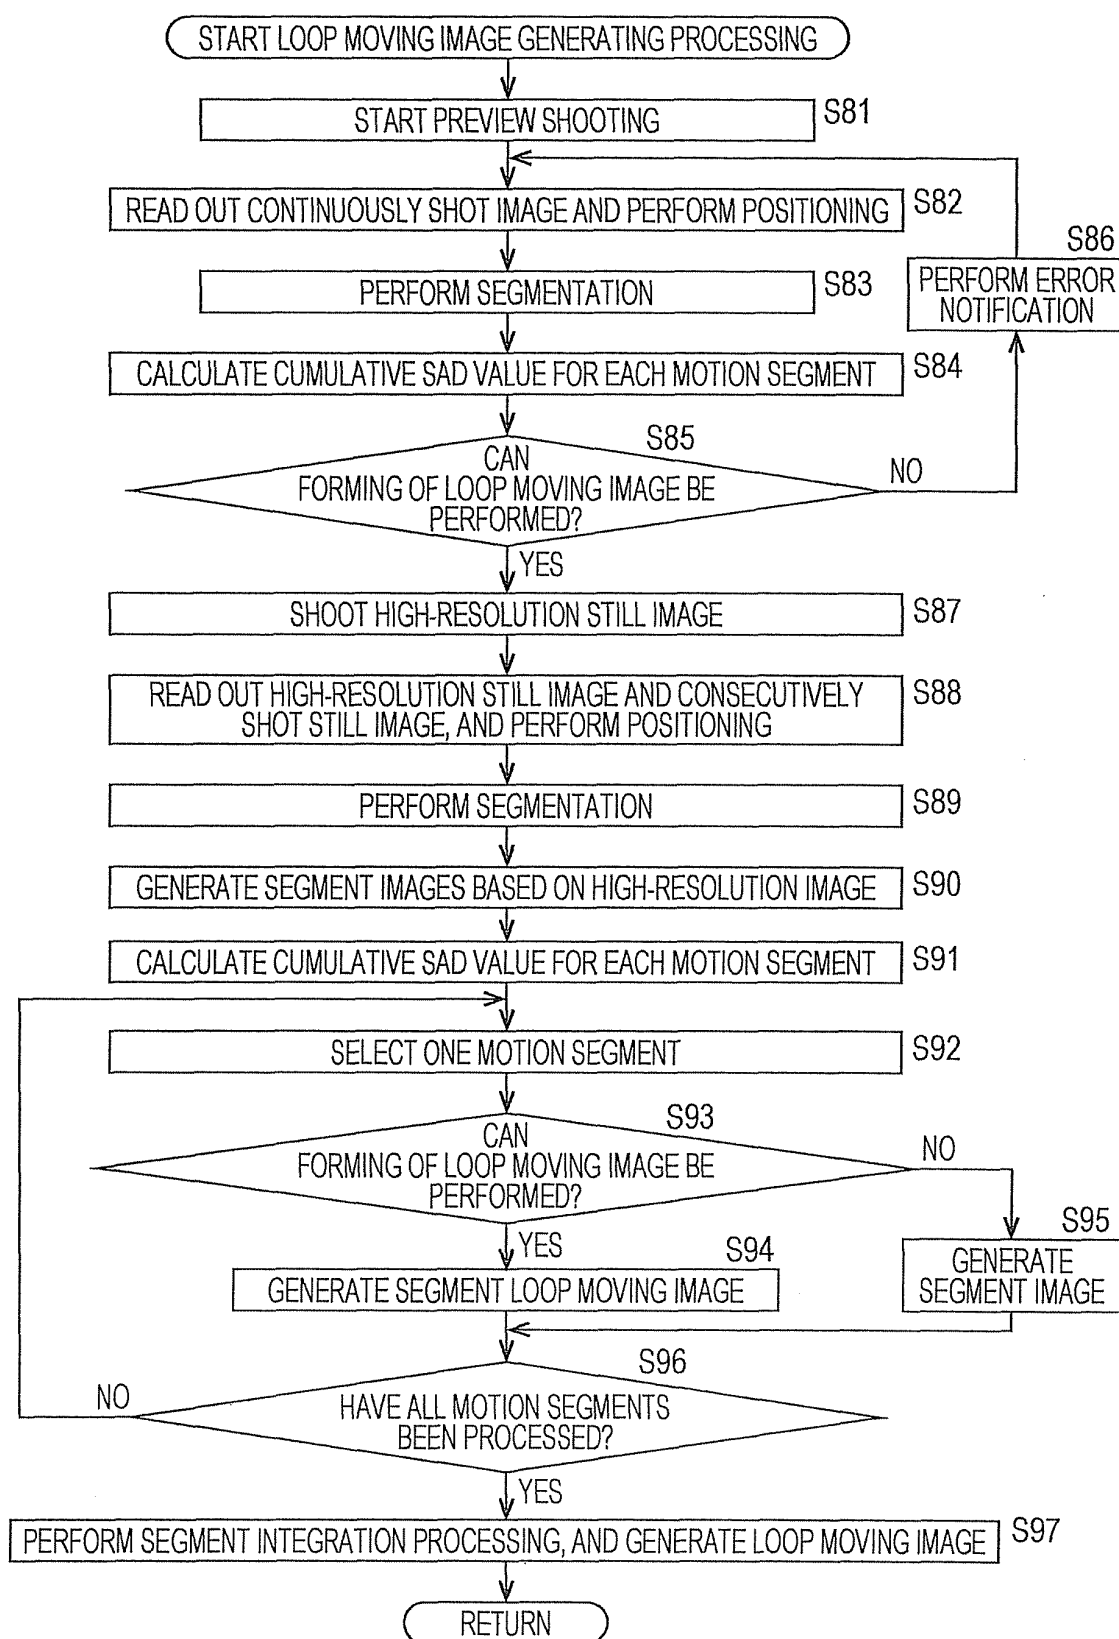 START LOOP MOVING IMAGE GENERATING PROCESSING
START PREVIEW SHOOTING
S81
READ OUT CONTINUOUSLY SHOT IMAGE AND PERFORM POSITIONING
S82
S86
PERFORM ERROR
NOTIFICATION
PERFORM SEGMENTATION
S83
CALCULATE CUMULATIVE SAD VALUE FOR EACH MOTION SEGMENT
S84
S85
CAN
FORMING OF LOOP MOVING IMAGE BE
PERFORMED?
NO
YES
SHOOT HIGH-RESOLUTION STILL IMAGE
S87
READ OUT HIGH-RESOLUTION STILL IMAGE AND CONSECUTIVELY
SHOT STILL IMAGE, AND PERFORM POSITIONING
S88
PERFORM SEGMENTATION
S89
GENERATE SEGMENT IMAGES BASED ON HIGH-RESOLUTION IMAGE
S90
CALCULATE CUMULATIVE SAD VALUE FOR EACH MOTION SEGMENT
S91
SELECT ONE MOTION SEGMENT
S92
S93
CAN
FORMING OF LOOP MOVING IMAGE BE
PERFORMED?
NO
YES
S94
GENERATE SEGMENT LOOP MOVING IMAGE
S95
GENERATE
SEGMENT IMAGE
S96
HAVE ALL MOTION SEGMENTS
BEEN PROCESSED?
NO
YES
PERFORM SEGMENT INTEGRATION PROCESSING, AND GENERATE LOOP MOVING IMAGE
S97
RETURN